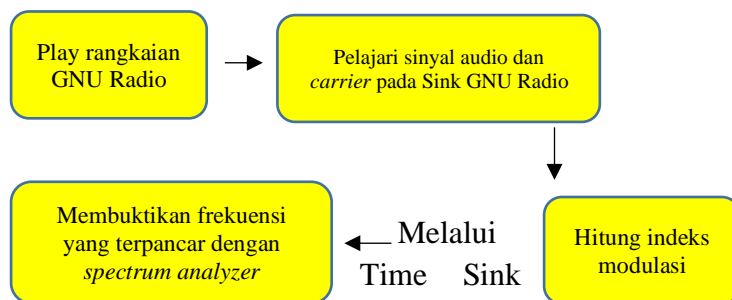 Play rangkaian
GNU Radio
Pelajari sinyal audio dan
carrier pada Sink GNU Radio
Hitung indeks
modulasi
Melalui
Time Sink
Membuktikan frekuensi
yang terpancar dengan
spectrum analyzer